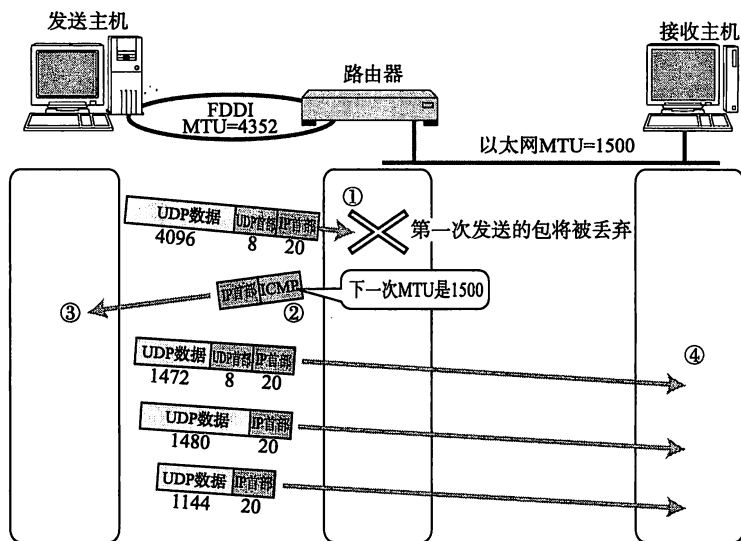 发送主机
接收主机
路由器
FDDI
MTU=4352
以太网MTU=1500
①
UDP数据 UDP首部 IP首部
4096 8 20
第一次发送的包将被丢弃
IP首部 ICMP
下一次MTU是1500
②
③
UDP数据 UDP首部 IP首部
1472 8 20
④
UDP数据 IP首部
1480 20
UDP数据 IP首部
1144 20